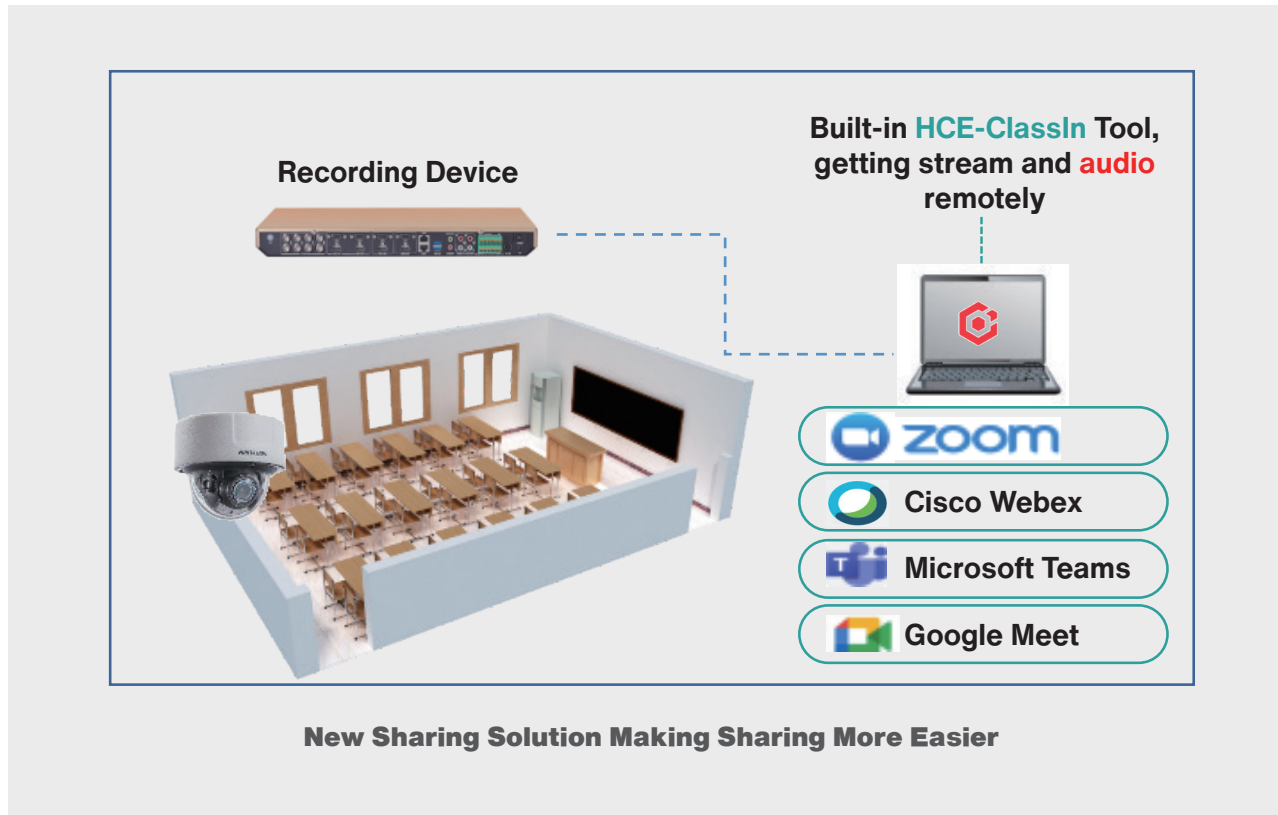 Recording Device
Built-in HCE-ClassIn Tool,
getting stream and audio
remotely
zoom
Cisco Webex
T
Microsoft Teams
Google Meet
New Sharing Solution Making Sharing More Easier